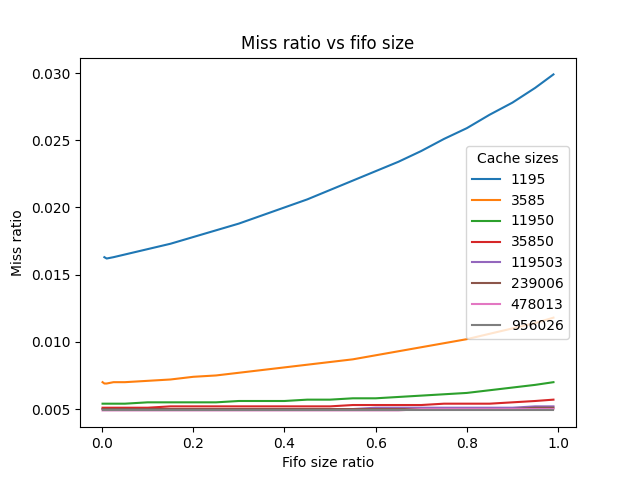 Miss ratio vs fifo size
0.030
0.025
0.020
0.015
0.010
0.005
Miss ratio
Cache sizes
1195
3585
11950
35850
119503
239006
478013
956026
0.0 0.2 0.4 0.6 0.8 1.0
Fifo size ratio